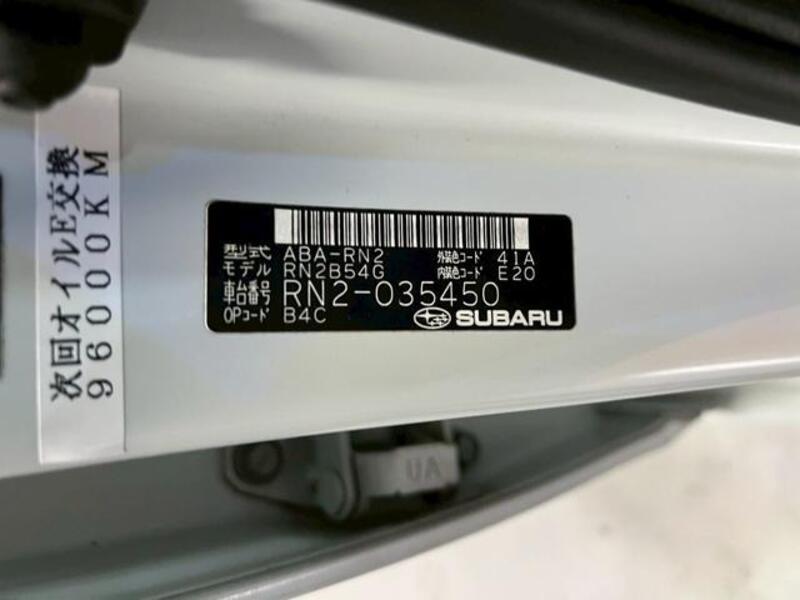 次回オイルE交換
96000KM
型式 ABA-RN2 外装色コード 41A
モデル RN2B54G 内装色コード E20
車台番号 RN2-035450
OPコード B4C SUBARU
UA